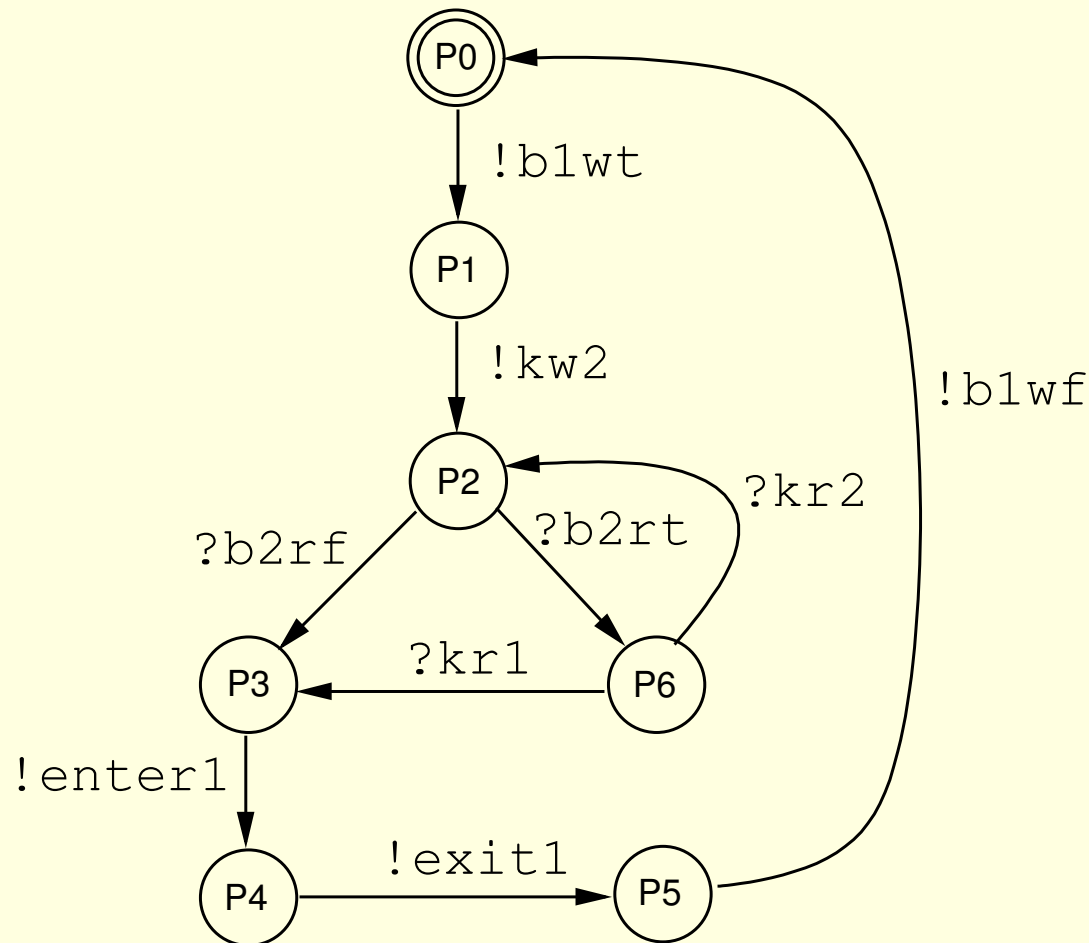 P0
!b1wt
P1
!kw2
!b1wf
P2
?kr2
?b2rf
?b2rt
?kr1
P3
P6
!enter1
!exit1
P4
P5